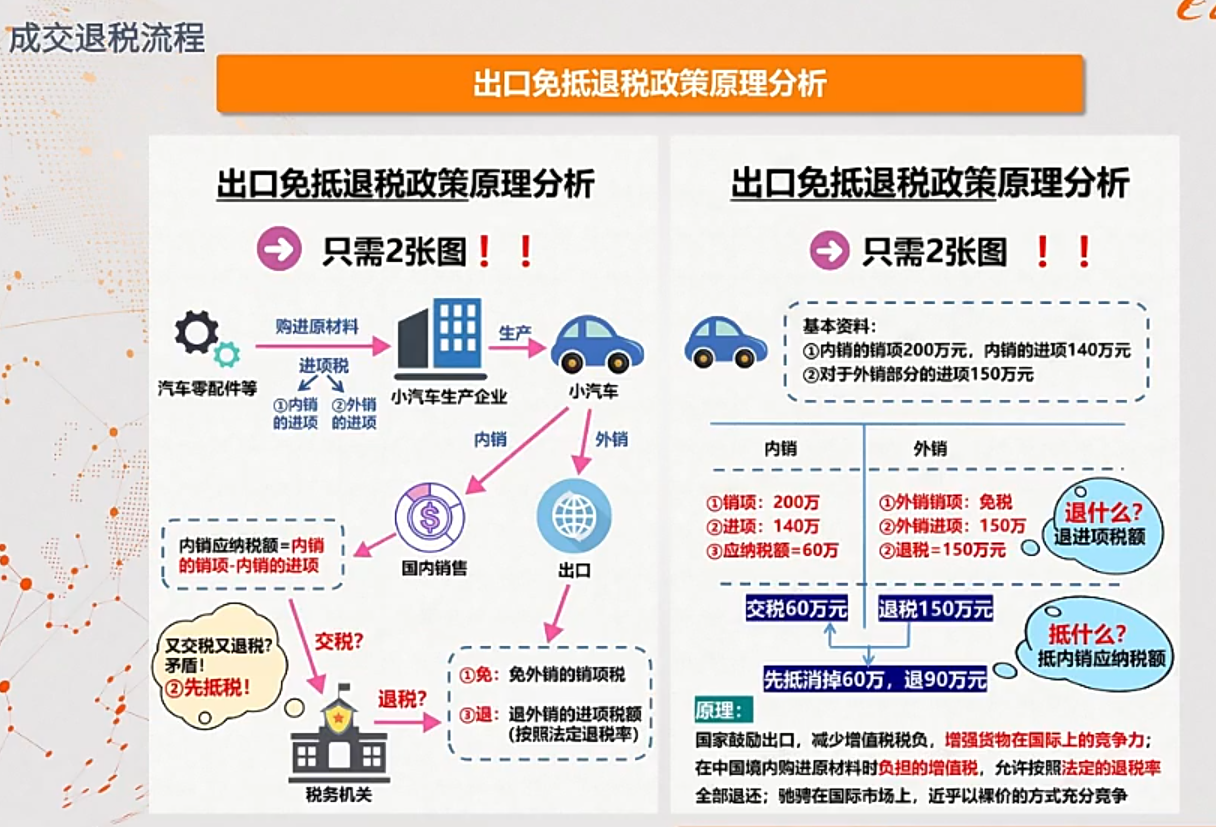 成交退税流程
出口免抵退税政策原理分析
出口免抵退税政策原理分析
只需2张图！！
购进原材料
进项税
①内销
的进项
②外销
的进项
汽车零配件等
小汽车生产企业
生产
小汽车
内销
外销
国内销售
出口
内销应纳税额=内销
的销项-内销的进项
又交税又退税？
矛盾！
②先抵税！
交税？
退税？
税务机关
①免：免外销的销项税
③退：退外销的进项税额
（按照法定退税率）
出口免抵退税政策原理分析
只需2张图！！
基本资料：
①内销的销项200万元，内销的进项140万元
②对于外销部分的进项150万元
内销
外销
①销项：200万
②进项：140万
③应纳税额=60万
①外销销项：免税
②外销进项：150万
②退税=150万元
退什么？
退进项税额
交税60万元
退税150万元
先抵消掉60万，退90万元
抵什么？
抵内销应纳税额
原理：
国家鼓励出口，减少增值税税负，增强货物在国际上的竞争力；
在中国境内购进原材料时负担的增值税，允许按照法定的退税率
全部退还；驰骋在国际市场上，近乎以裸价的方式充分竞争